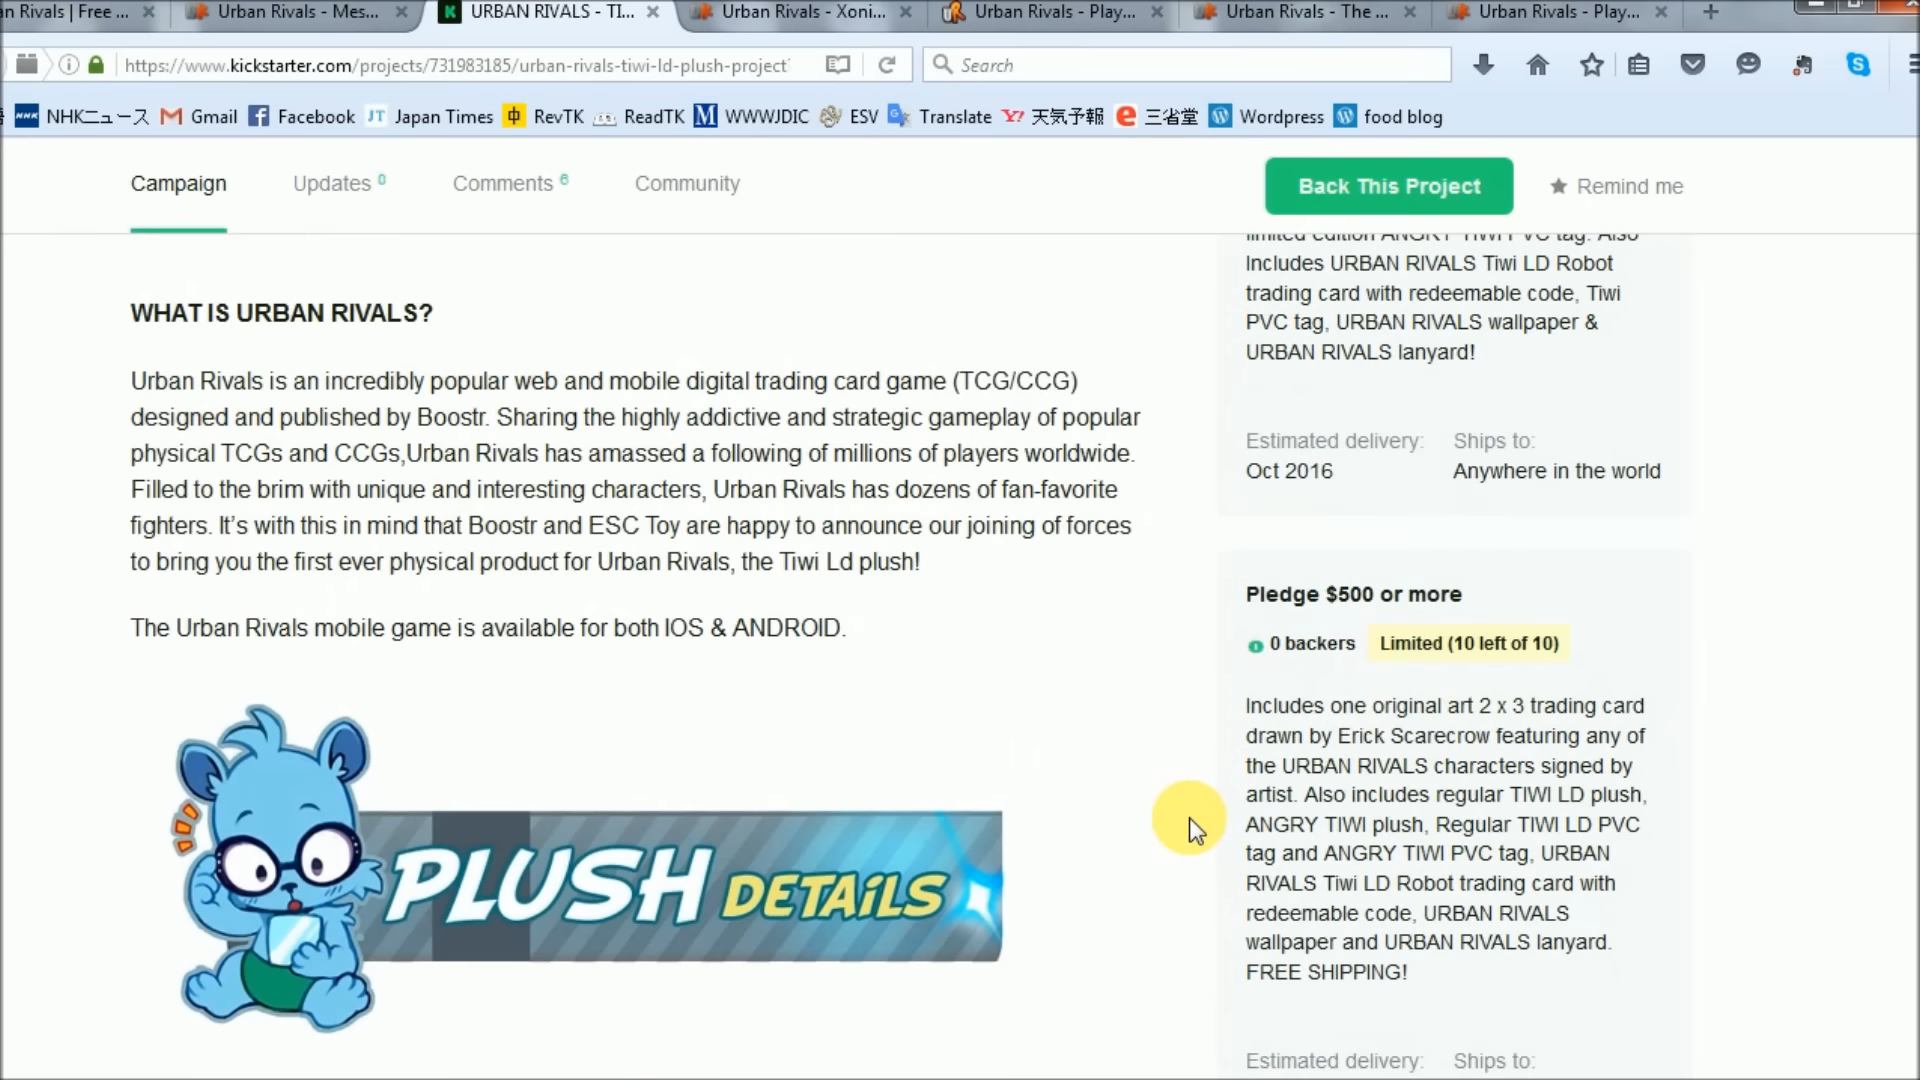 an Rivals | Free ...
Urban Rivals - Mes...
URBAN RIVALS - TI...
Urban Rivals - Xoni...
Urban Rivals - Play...
Urban Rivals - The ...
Urban Rivals - Play...
https://www.kickstarter.com/projects/731983185/urban-rivals-tiwi-ld-plush-project
Search
NHKニュース
Gmail
Facebook
JT Japan Times
中 RevTK
ReadTK
M WWWJDIC
ESV
Translate
Y! 天気予報
e 三省堂
Wordpress
food blog
Campaign
Updates 0
Comments 6
Community
Back This Project
Remind me
WHAT IS URBAN RIVALS?
Urban Rivals is an incredibly popular web and mobile digital trading card game (TCG/CCG)
designed and published by Boostr. Sharing the highly addictive and strategic gameplay of popular
physical TCGs and CCGs,Urban Rivals has amassed a following of millions of players worldwide.
Filled to the brim with unique and interesting characters, Urban Rivals has dozens of fan-favorite
fighters. It's with this in mind that Boostr and ESC Toy are happy to announce our joining of forces
to bring you the first ever physical product for Urban Rivals, the Tiwi Ld plush!
The Urban Rivals mobile game is available for both IOS & ANDROID.
PLUSH DETAILS
limited edition ANGRY TIWI PVC tag. Also
Includes URBAN RIVALS Tiwi LD Robot
trading card with redeemable code, Tiwi
PVC tag, URBAN RIVALS wallpaper &
URBAN RIVALS lanyard!
Estimated delivery: Ships to:
Oct 2016 Anywhere in the world
Pledge $500 or more
0 backers Limited (10 left of 10)
Includes one original art 2 x 3 trading card
drawn by Erick Scarecrow featuring any of
the URBAN RIVALS characters signed by
artist. Also includes regular TIWI LD plush,
ANGRY TIWI plush, Regular TIWI LD PVC
tag and ANGRY TIWI PVC tag, URBAN
RIVALS Tiwi LD Robot trading card with
redeemable code, URBAN RIVALS
wallpaper and URBAN RIVALS lanyard.
FREE SHIPPING!
Estimated delivery: Ships to: